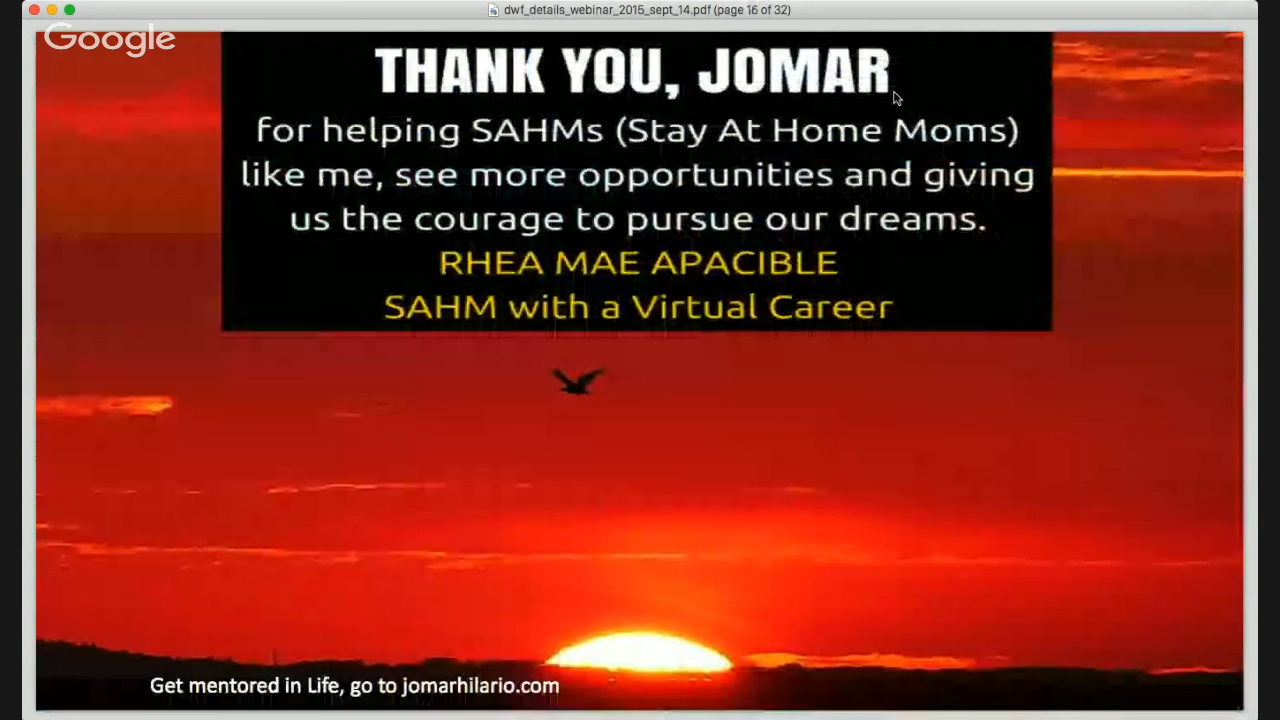 dwf_details_webinar_2015_sept_14.pdf (page 16 of 32)
Google
THANK YOU, JOMAR
for helping SAHMs (Stay At Home Moms)
like me, see more opportunities and giving
us the courage to pursue our dreams.
RHEA MAE APACIBLE
SAHM with a Virtual Career
Get mentored in Life, go to jomarhilario.com